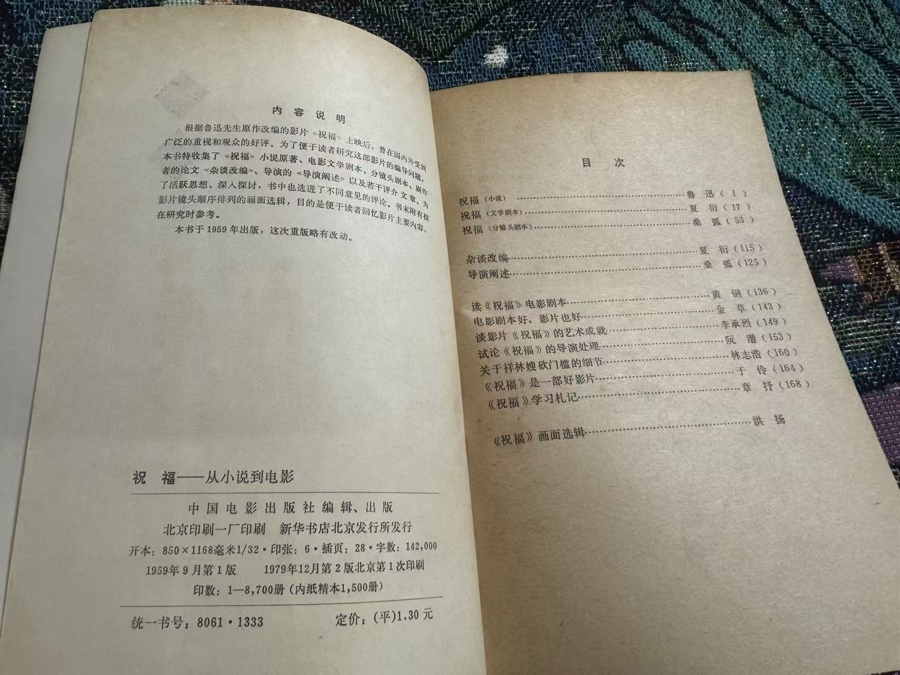 内容说明
根据鲁迅先生原作改编的影片“祝福”上映后，曾在国内外受到
广泛的重视和观众的好评。为了便于读者研究这部影片的编导问题，
本书特收集了“祝福”小说原著、电影文学剧本、分镜头剧本、剧作
者的论文“杂谈改编”、导演的“导演阐述”以及若干评介文章，为
了活跃思想、深入探讨，书中也选进了不同意见的评论。书末附有按
影片镜头顺序排列的画面选辑，目的是便于读者回忆影片主要内容，
在研究时参考。
本书于1959年出版，这次重版略有改动。
祝 福——从小说到电影
中国电影出版社编辑、出版
北京印刷一厂印刷 新华书店北京发行所发行
开本：850×1168毫米1/32·印张：6·插页：28·字数：142,000
1959年9月第1版 1979年12月第2版北京第1次印刷
印数：1—8,700册（内纸精本1,500册）
统一书号：8061·1333 定价：(平)1.30元
目 次
祝福（小说）……鲁 迅（1）
祝福（文学剧本）……夏 衍（17）
祝福（分镜头剧本）……桑 弧（53）
杂谈改编……夏 衍（115）
导演阐述……桑 弧（125）
读《祝福》电影剧本……黄 钢（136）
电影剧本好，影片也好……金 草（143）
谈影片《祝福》的艺术成就……李承烈（149）
试论《祝福》的导演处理……阮 潜（153）
关于祥林嫂砍门槛的细节……林志浩（160）
《祝福》是一部好影片……于 伶（164）
《祝福》学习札记……章 抒（168）
《祝福》画面选辑……洪 扬